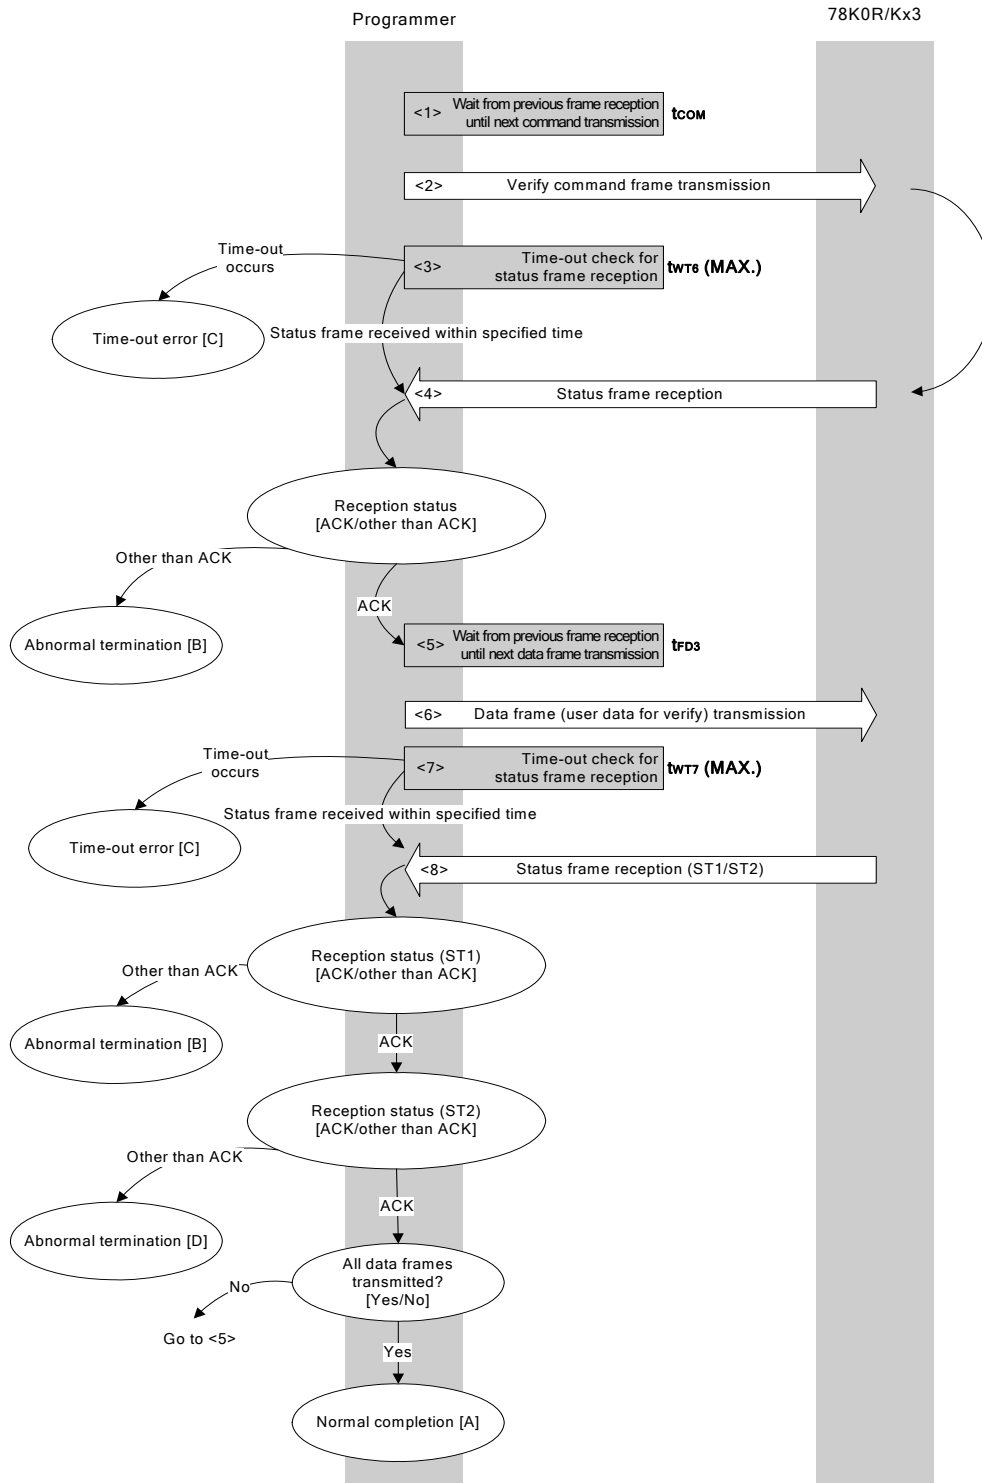 Programmer
78K0R/Kx3
<1> Wait from previous frame reception
until next command transmission
tCOM
<2> Verify command frame transmission
Time-out
occurs
<3> Time-out check for
status frame reception
tWT6 (MAX.)
Time-out error [C]
Status frame received within specified time
<4> Status frame reception
Reception status
[ACK/other than ACK]
Other than ACK
ACK
Abnormal termination [B]
<5> Wait from previous frame reception
until next data frame transmission
tFD3
<6> Data frame (user data for verify) transmission
Time-out
occurs
<7> Time-out check for
status frame reception
tWT7 (MAX.)
Status frame received within specified time
Time-out error [C]
<8> Status frame reception (ST1/ST2)
Reception status (ST1)
[ACK/other than ACK]
Other than ACK
Abnormal termination [B]
ACK
Reception status (ST2)
[ACK/other than ACK]
Other than ACK
ACK
Abnormal termination [D]
All data frames
transmitted?
[Yes/No]
No
Go to <5>
Yes
Normal completion [A]